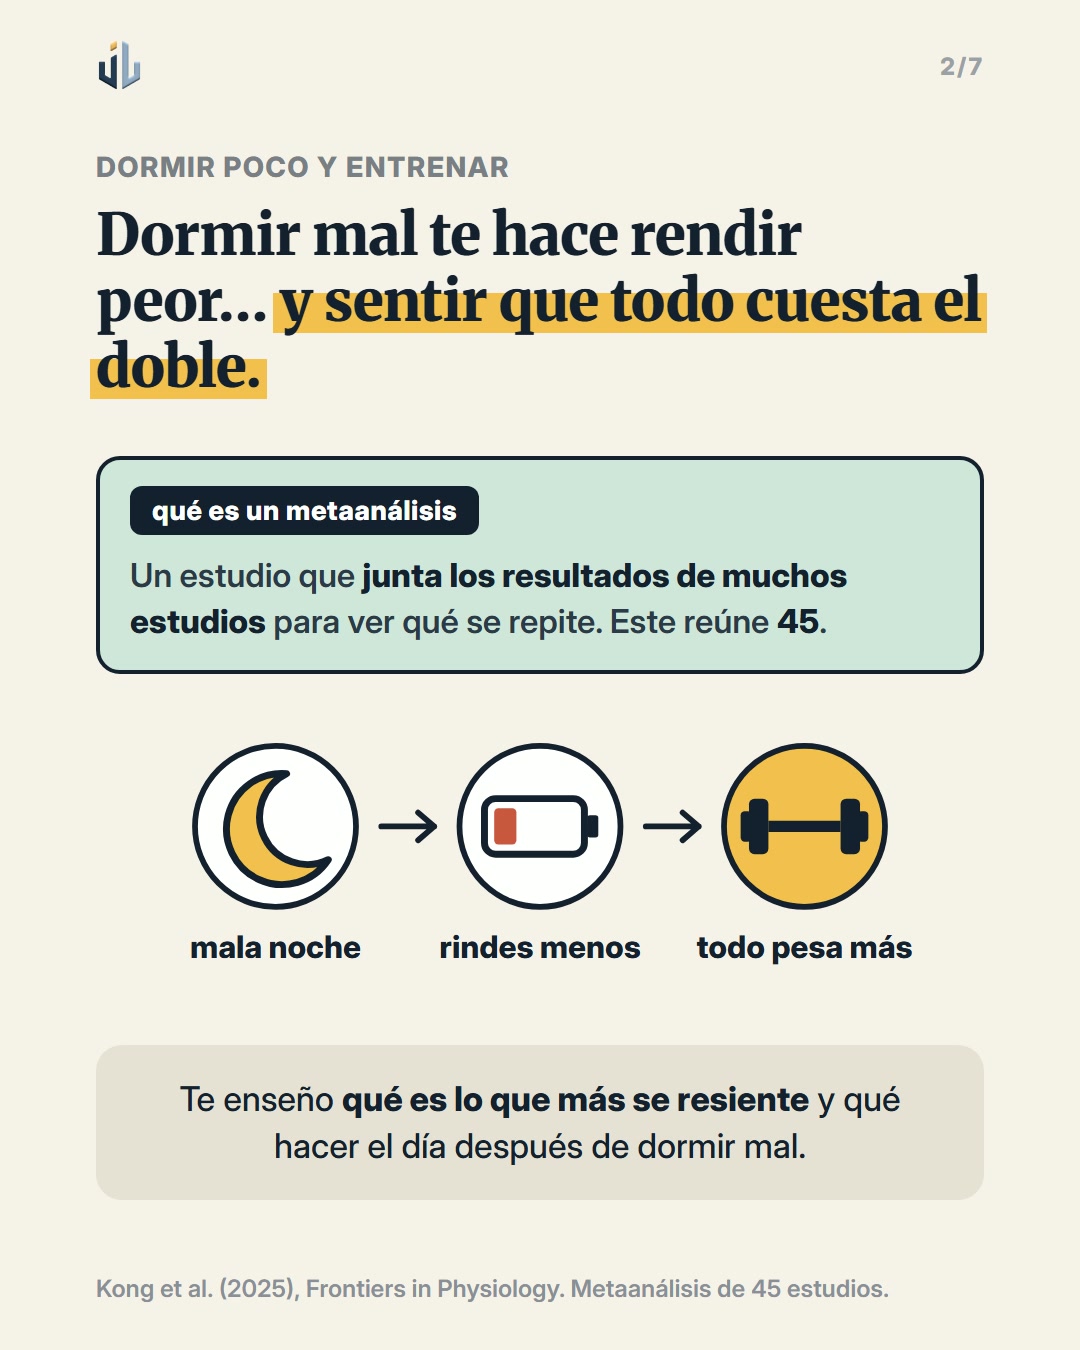 2/7
DORMIR POCO Y ENTRENAR
Dormir mal te hace rendir
peor... y sentir que todo cuesta el
doble.
qué es un metaanálisis
Un estudio que junta los resultados de muchos
estudios para ver qué se repite. Este reúne 45.
mala noche
rindes menos
todo pesa más
Te enseño qué es lo que más se resiente y qué
hacer el día después de dormir mal.
Kong et al. (2025), Frontiers in Physiology. Metaanálisis de 45 estudios.